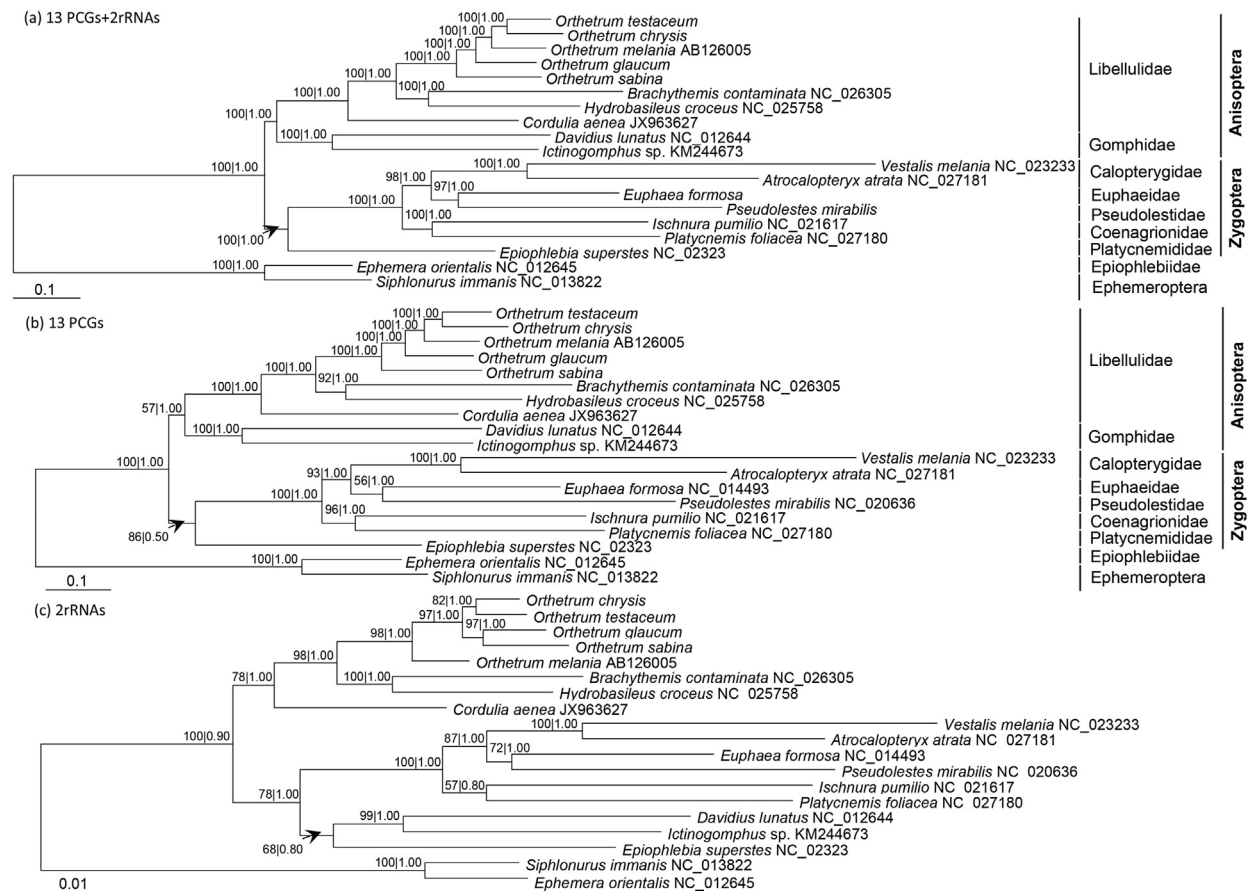 (a) 13 PCGs+2rRNAs
100|1.00 Orthetrum testaceum
100|1.00 Orthetrum chrysis
100|1.00 Orthetrum melania AB126005
100|1.00 Orthetrum glaucum
Orthetrum sabina
100|1.00
100|1.00 Brachythemis contaminata NC_026305
Hydrobasileus croceus NC_025758
100|1.00
Cordulia aenea JX963627
100|1.00 Davidius lunatus NC_012644
Ictinogomphus sp. KM244673
100|1.00
100|1.00 Vestalis melania NC_023233
Atrocalopteryx atrata NC_027181
98|1.00
97|1.00 Euphaea formosa
Pseudolestes mirabilis
100|1.00
100|1.00 Ischnura pumilio NC_021617
Platycnemis foliacea NC_027180
100|1.00
Epiophlebia superstes NC_02323
100|1.00 Ephemera orientalis NC_012645
Siphlonurus immanis NC_013822
0.1
Libellulidae
Gomphidae
Calopterygidae
Euphaeidae
Pseudolestidae
Coenagrionidae
Platycnemididae
Epiophlebiidae
Ephemeroptera
Anisoptera
Zygoptera
(b) 13 PCGs
100|1.00 Orthetrum testaceum
100|1.00 Orthetrum chrysis
100|1.00 Orthetrum melania AB126005
100|1.00 Orthetrum glaucum
Orthetrum sabina
100|1.00
92|1.00 Brachythemis contaminata NC_026305
Hydrobasileus croceus NC_025758
100|1.00
Cordulia aenea JX963627
57|1.00
100|1.00 Davidius lunatus NC_012644
Ictinogomphus sp. KM244673
100|1.00
100|1.00 Vestalis melania NC_023233
Atrocalopteryx atrata NC_027181
93|1.00
56|1.00 Euphaea formosa NC_014493
Pseudolestes mirabilis NC_020636
100|1.00
96|1.00 Ischnura pumilio NC_021617
Platycnemis foliacea NC_027180
86|0.50
Epiophlebia superstes NC_02323
100|1.00 Ephemera orientalis NC_012645
Siphlonurus immanis NC_013822
0.1
Libellulidae
Gomphidae
Calopterygidae
Euphaeidae
Pseudolestidae
Coenagrionidae
Platycnemididae
Epiophlebiidae
Ephemeroptera
Anisoptera
Zygoptera
(c) 2rRNAs
82|1.00 Orthetrum chrysis
Orthetrum testaceum
97|1.00
97|1.00 Orthetrum glaucum
Orthetrum sabina
98|1.00
Orthetrum melania AB126005
98|1.00
100|1.00 Brachythemis contaminata NC_026305
Hydrobasileus croceus NC 025758
78|1.00
Cordulia aenea JX963627
100|0.90
100|1.00 Vestalis melania NC_023233
Atrocalopteryx atrata NC 027181
87|1.00
72|1.00 Euphaea formosa NC_014493
Pseudolestes mirabilis NC 020636
100|1.00
57|0.80 Ischnura pumilio NC 021617
Platycnemis foliacea NC 027180
78|1.00
99|1.00 Davidius lunatus NC_012644
Ictinogomphus sp. KM244673
68|0.80
Epiophlebia superstes NC_02323
100|1.00 Siphlonurus immanis NC_013822
Ephemera orientalis NC_012645
0.01